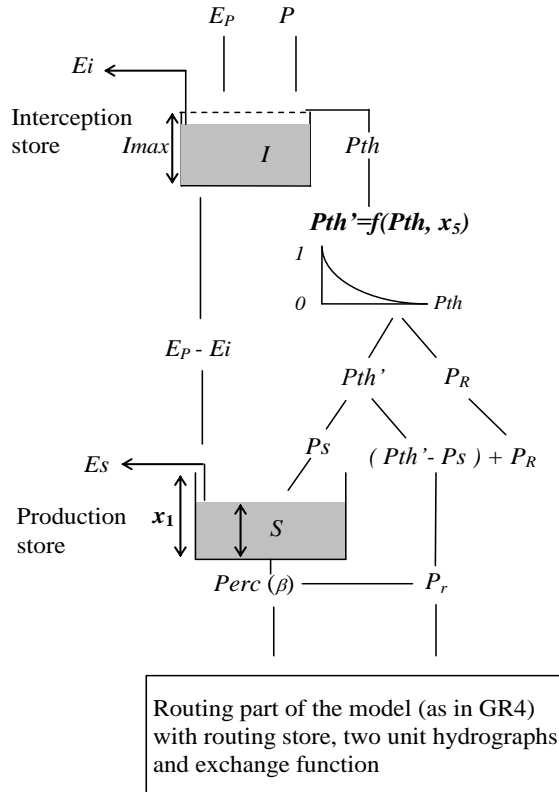 E_P P
Ei
Interception
store
Imax
I
Pth
Pth’=f(Pth, x_5)
1
0
Pth
E_P - Ei
Pth’
P_R
Ps
( Pth’- Ps ) + P_R
Es
Production
store
x_1
S
Perc (β)
P_r
Routing part of the model (as in GR4)
with routing store, two unit hydrographs
and exchange function